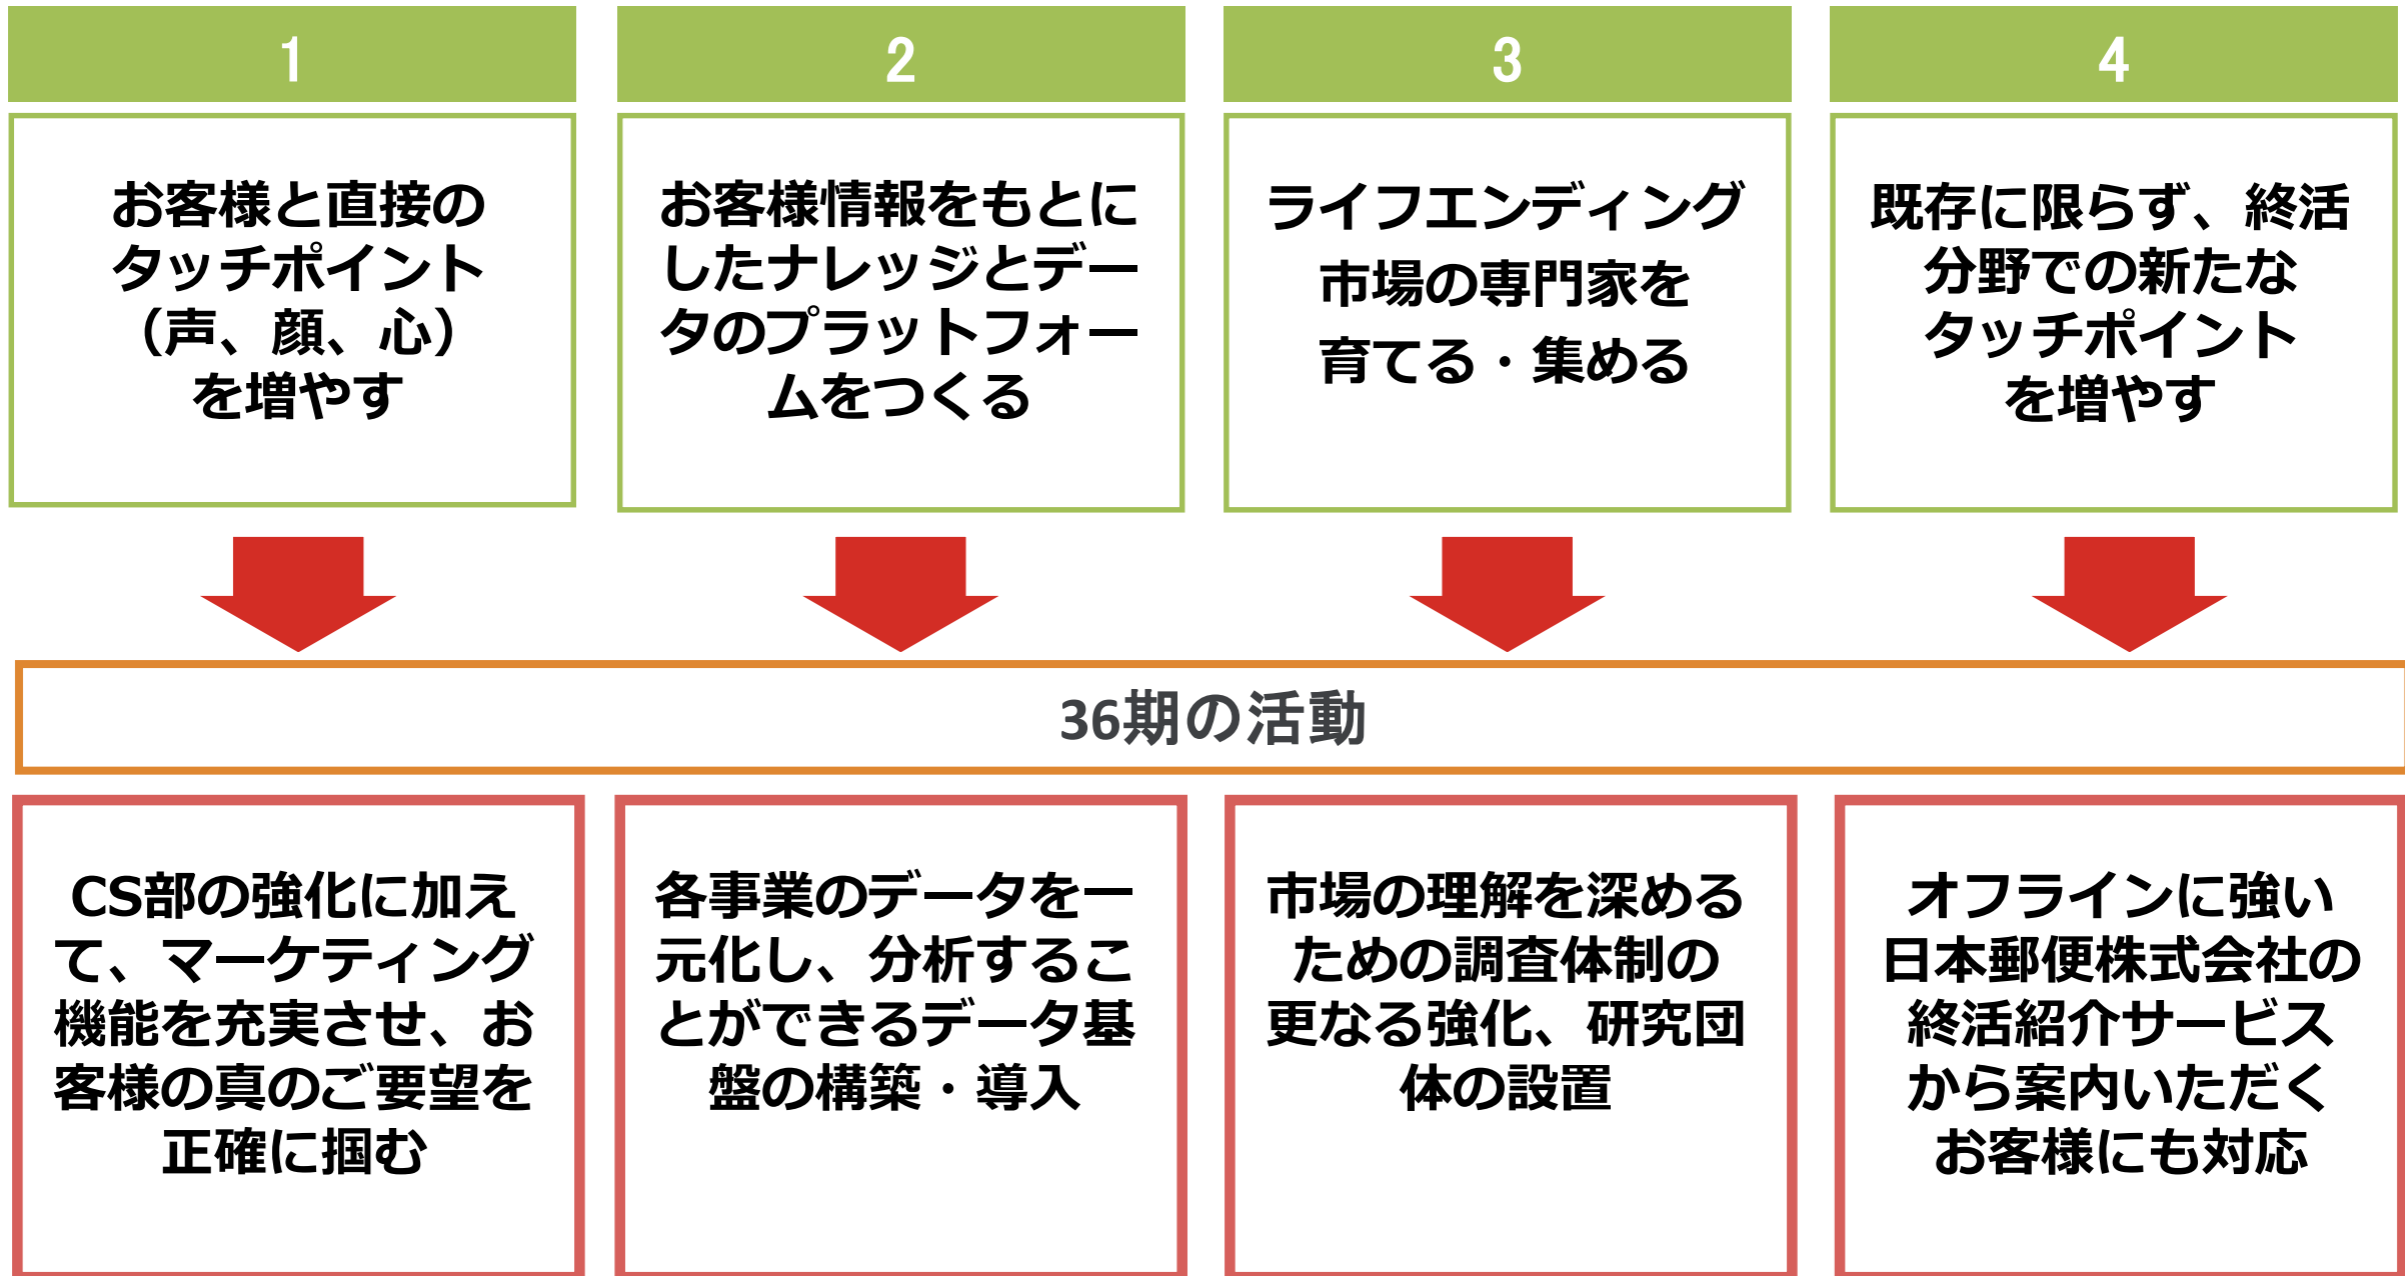 1
お客様と直接の
タッチポイント
（声、顔、心）
を増やす
2
お客様情報をもとに
したナレッジとデー
タのプラットフォー
ムをつくる
3
ライフエンディング
市場の専門家を
育てる・集める
4
既存に限らず、終活
分野での新たな
タッチポイント
を増やす
36期の活動
CS部の強化に加え
て、マーケティング
機能を充実させ、お
客様の真のご要望を
正確に掴む
各事業のデータを一
元化し、分析するこ
とができるデータ基
盤の構築・導入
市場の理解を深める
ための調査体制の
更なる強化、研究団
体の設置
オフラインに強い
日本郵便株式会社の
終活紹介サービス
から案内いただく
お客様にも対応